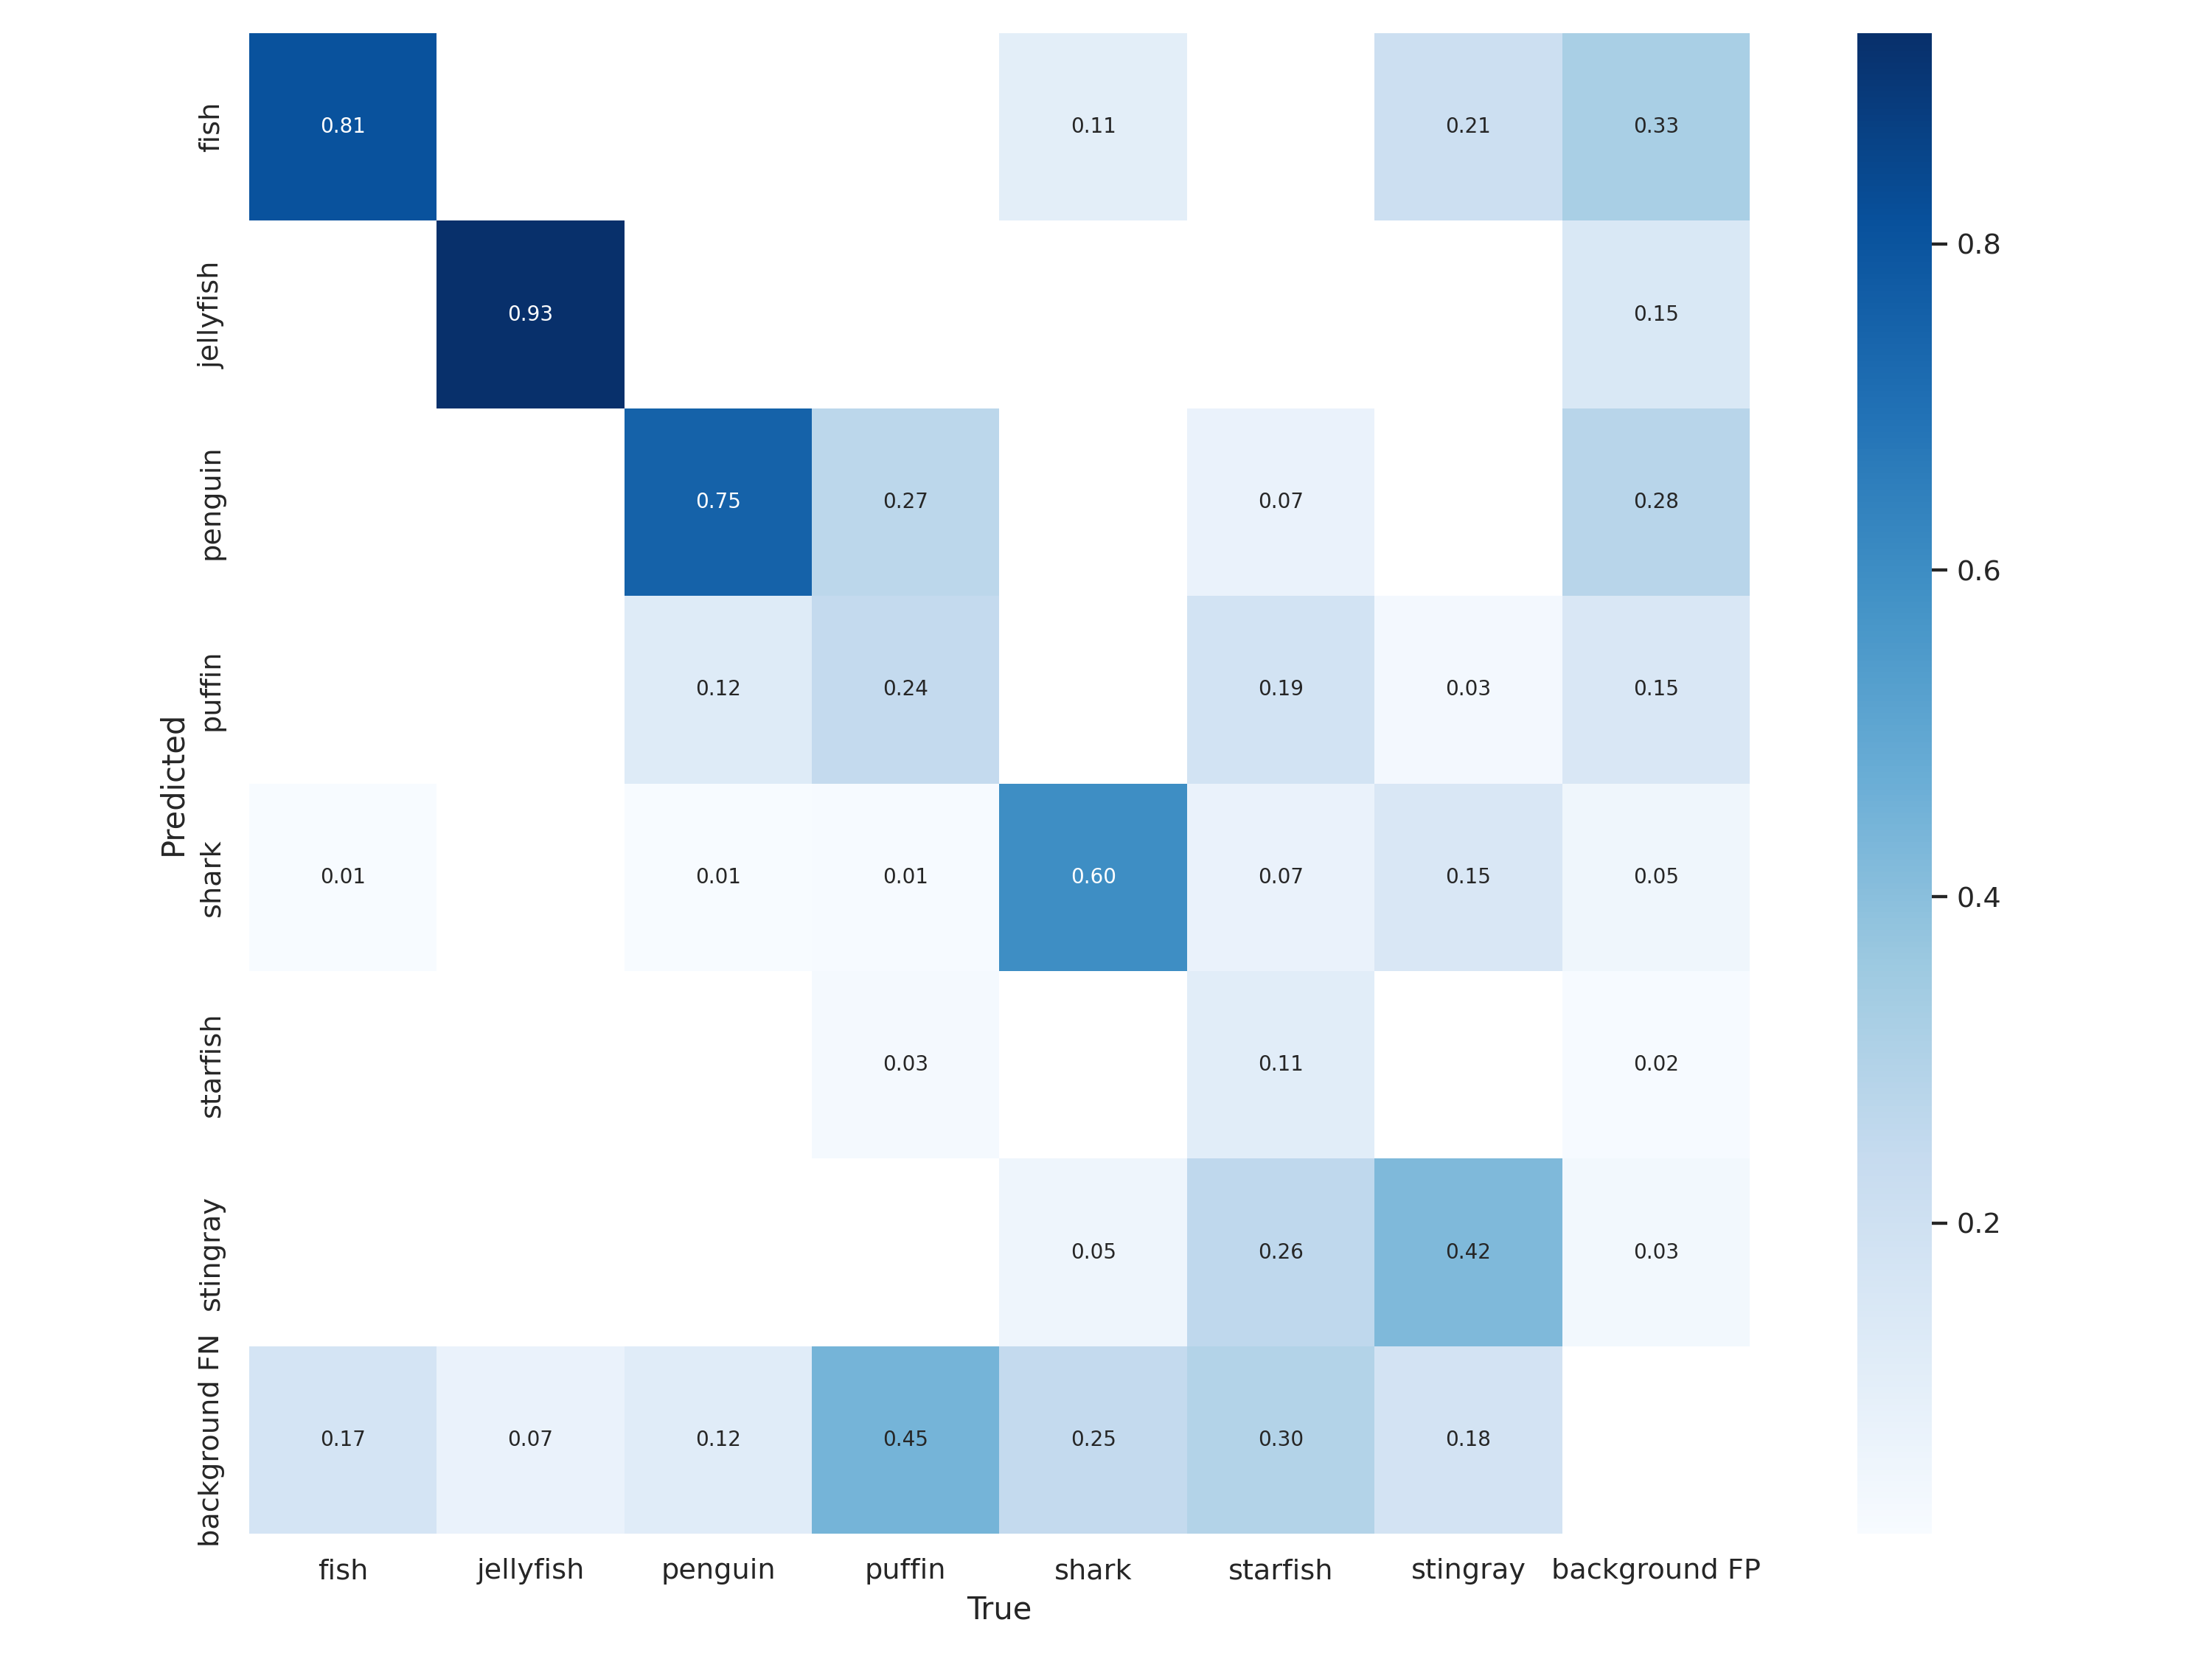 fish 0.81 0.11 0.21 0.33
0.8
jellyfish 0.93 0.15
penguin 0.75 0.27 0.07 0.28
0.6
puffin 0.12 0.24 0.19 0.03 0.15
Predicted
shark 0.01 0.01 0.01 0.60 0.07 0.15 0.05
0.4
starfish 0.03 0.11 0.02
stingray 0.05 0.26 0.42 0.03
0.2
background FN 0.17 0.07 0.12 0.45 0.25 0.30 0.18
fish jellyfish penguin puffin shark starfish stingray background FP
True